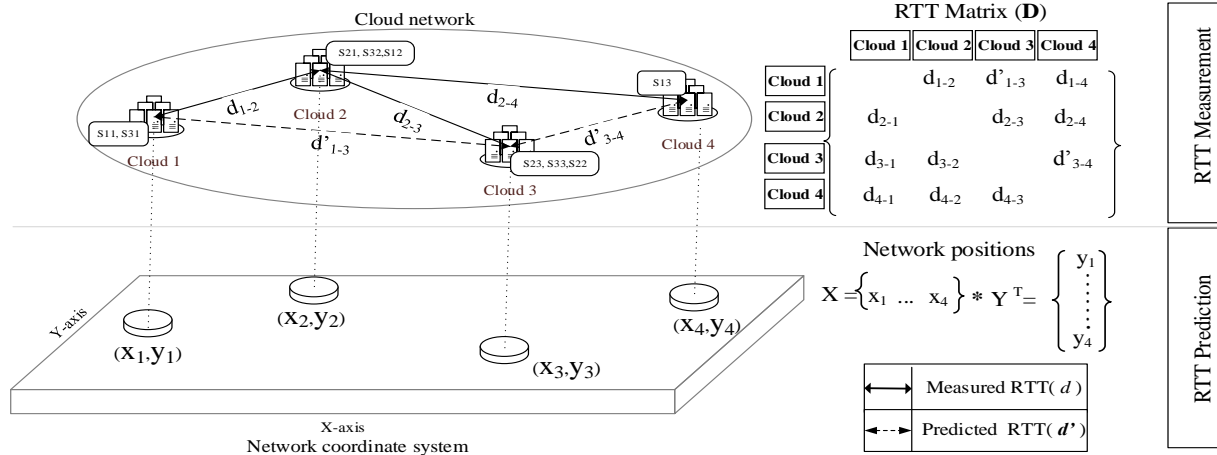 Cloud network
S21, S32,S12
S13
S11, S31
S23, S33,S22
Cloud 1
Cloud 2
Cloud 3
Cloud 4
d1-2
d2-4
d2-3
d'1-3
d'3-4
RTT Matrix (D)
Cloud 1 Cloud 2 Cloud 3 Cloud 4
Cloud 1 d1-2 d'1-3 d1-4
Cloud 2 d2-1 d2-3 d2-4
Cloud 3 d3-1 d3-2 d'3-4
Cloud 4 d4-1 d4-2 d4-3
RTT Measurement
(x1,y1)
(x2,y2)
(x3,y3)
(x4,y4)
Y-axis
X-axis
Network coordinate system
Network positions
X ={x1 ... x4} * Y T= { y1
y4 }
Measured RTT( d )
Predicted RTT( d' )
RTT Prediction